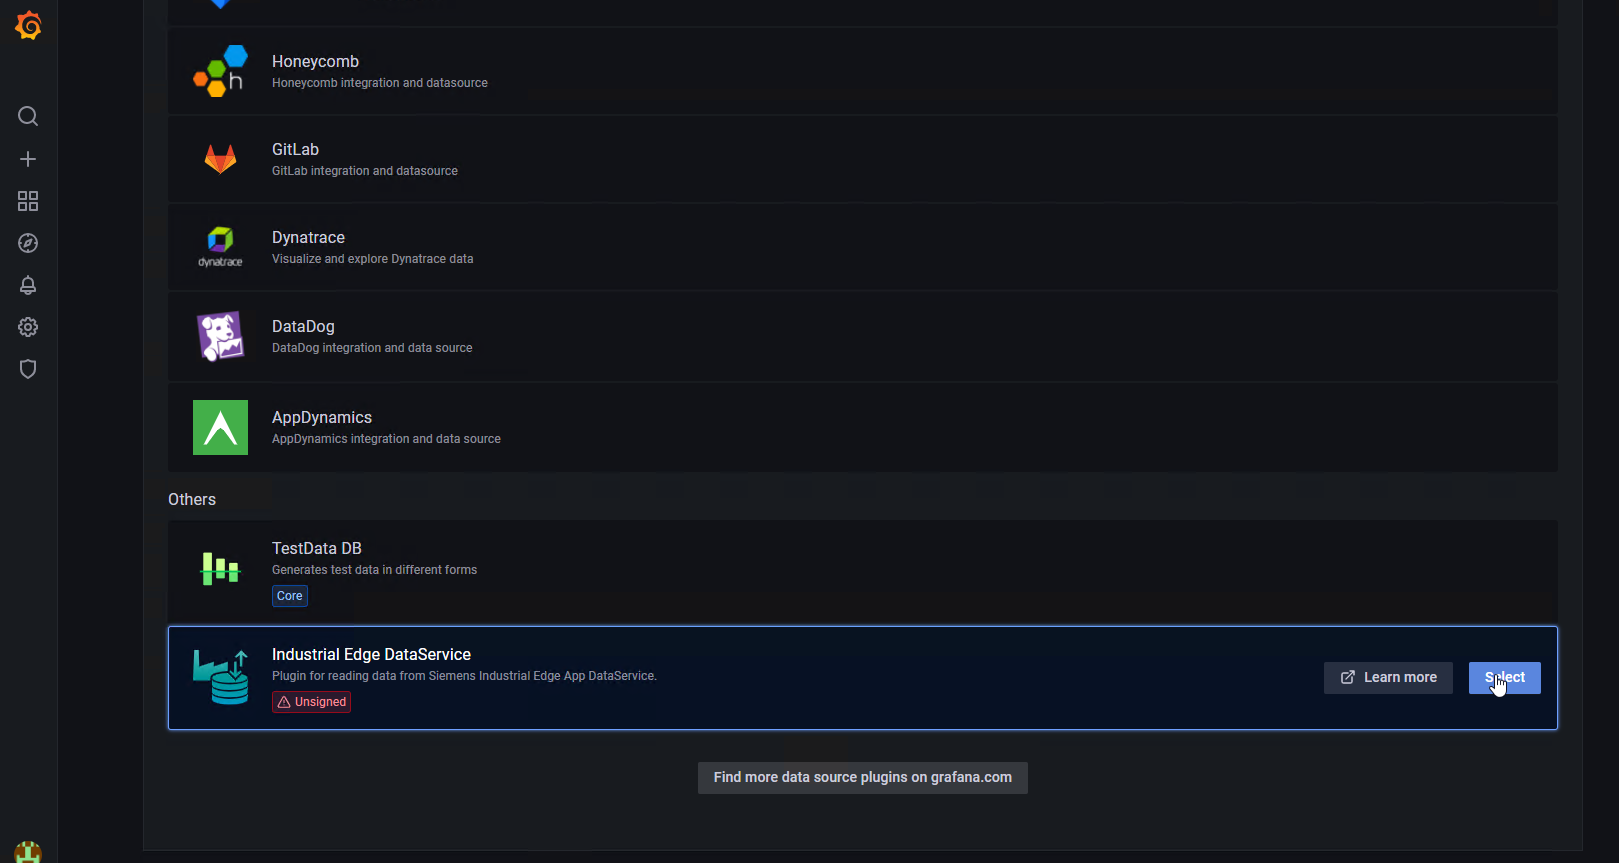 Honeycomb
Honeycomb integration and datasource
GitLab
GitLab integration and datasource
dynatrace
Dynatrace
Visualize and explore Dynatrace data
DataDog
DataDog integration and data source
AppDynamics
AppDynamics integration and data source
Others
TestData DB
Generates test data in different forms
Core
Industrial Edge DataService
Plugin for reading data from Siemens Industrial Edge App DataService.
Unsigned
Learn more
Select
Find more data source plugins on grafana.com